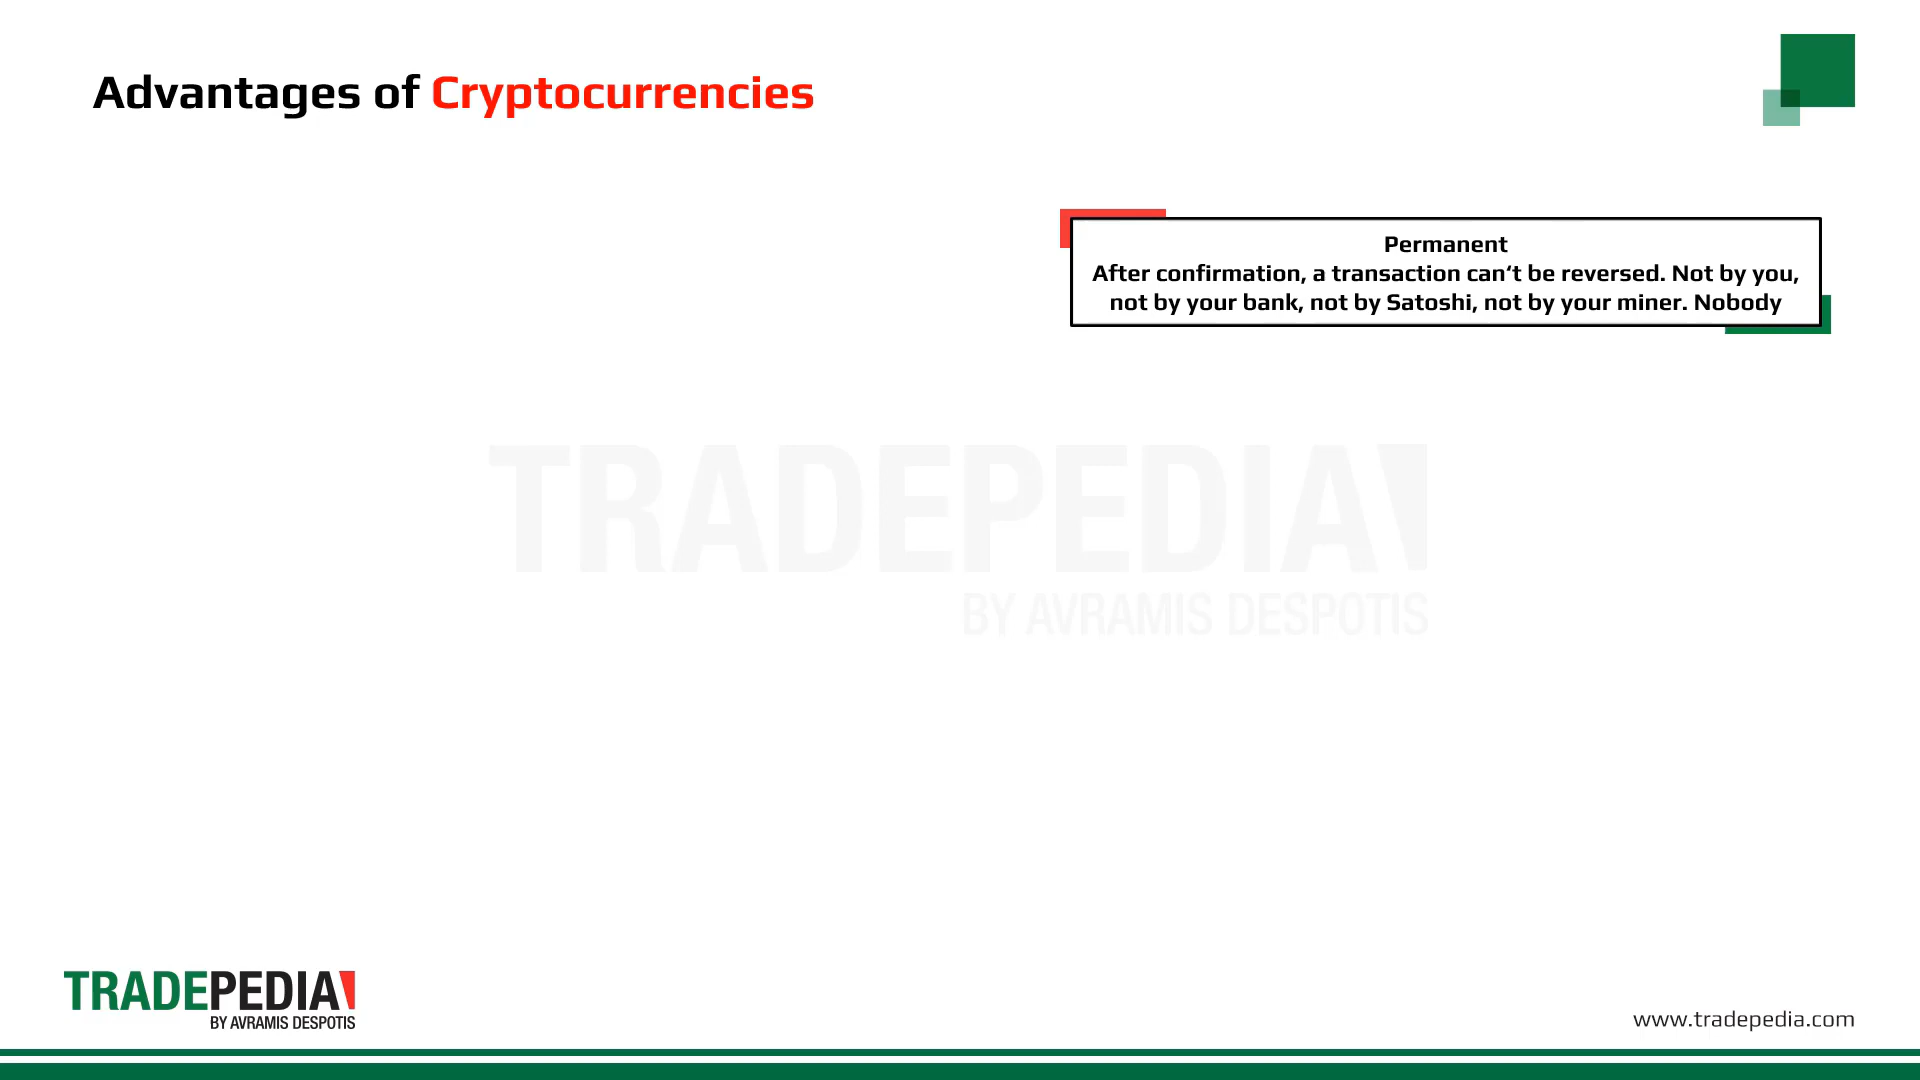 Advantages of Cryptocurrencies
Permanent
After confirmation, a transaction can‘t be reversed. Not by you,
not by your bank, not by Satoshi, not by your miner. Nobody
TRADEPEDIA
BY AVRAMIS DESPOTIS
TRADEPEDIA
BY AVRAMIS DESPOTIS
www.tradepedia.com